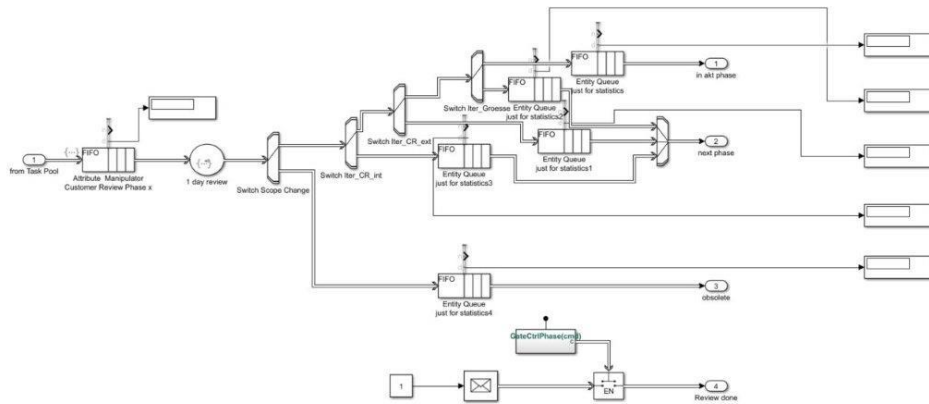 FIFO
Entity Queue
just for statistics
1
in akt phase
Switch Iter_Groesse
FIFO
Entity Queue
just for statistics2
Switch Iter_CR_ext
FIFO
Entity Queue
just for statistics1
2
next phase
1
from Task Pool
{...}
FIFO
Attribute Manipulator
Customer Review Phase x
1 day review
Switch Scope Change
Switch Iter_CR_int
FIFO
Entity Queue
just for statistics3
FIFO
Entity Queue
just for statistics4
3
obsolete
GateCtrlPhase(cmd)
1
EN
4
Review done